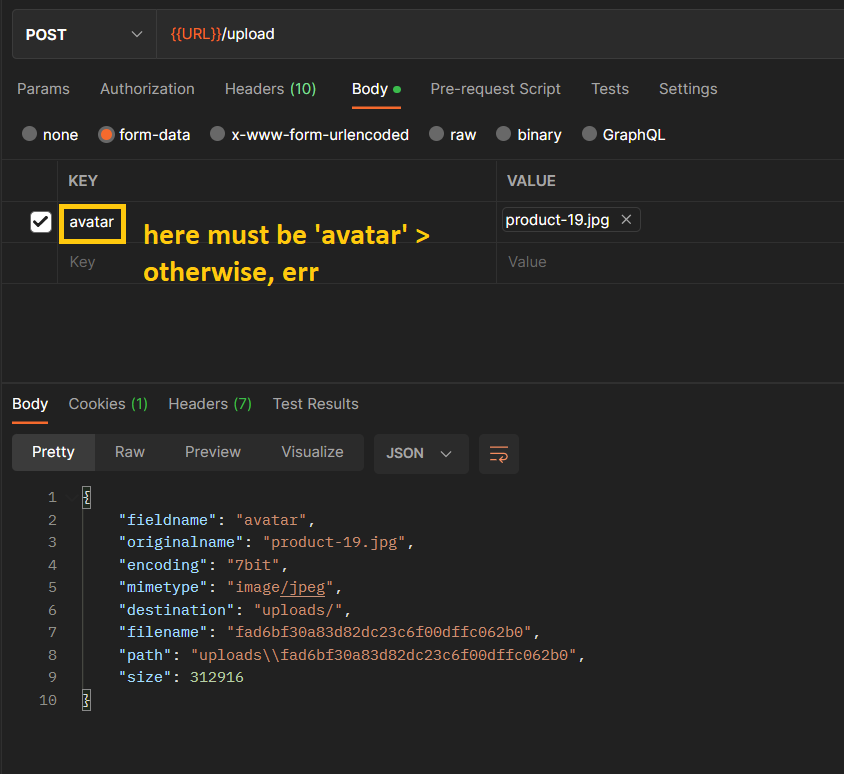 POST {{URL}}/upload
Params Authorization Headers (10) Body Pre-request Script Tests Settings
none form-data x-www-form-urlencoded raw binary GraphQL
KEY VALUE
avatar product-19.jpg
here must be 'avatar' >
otherwise, err
Key Value
Body Cookies (1) Headers (7) Test Results
Pretty Raw Preview Visualize JSON
1 {
2 "fieldname": "avatar",
3 "originalname": "product-19.jpg",
4 "encoding": "7bit",
5 "mimetype": "image/jpeg",
6 "destination": "uploads/",
7 "filename": "fad6bf30a83d82dc23c6f00dffc062b0",
8 "path": "uploads\\fad6bf30a83d82dc23c6f00dffc062b0",
9 "size": 312916
10 }